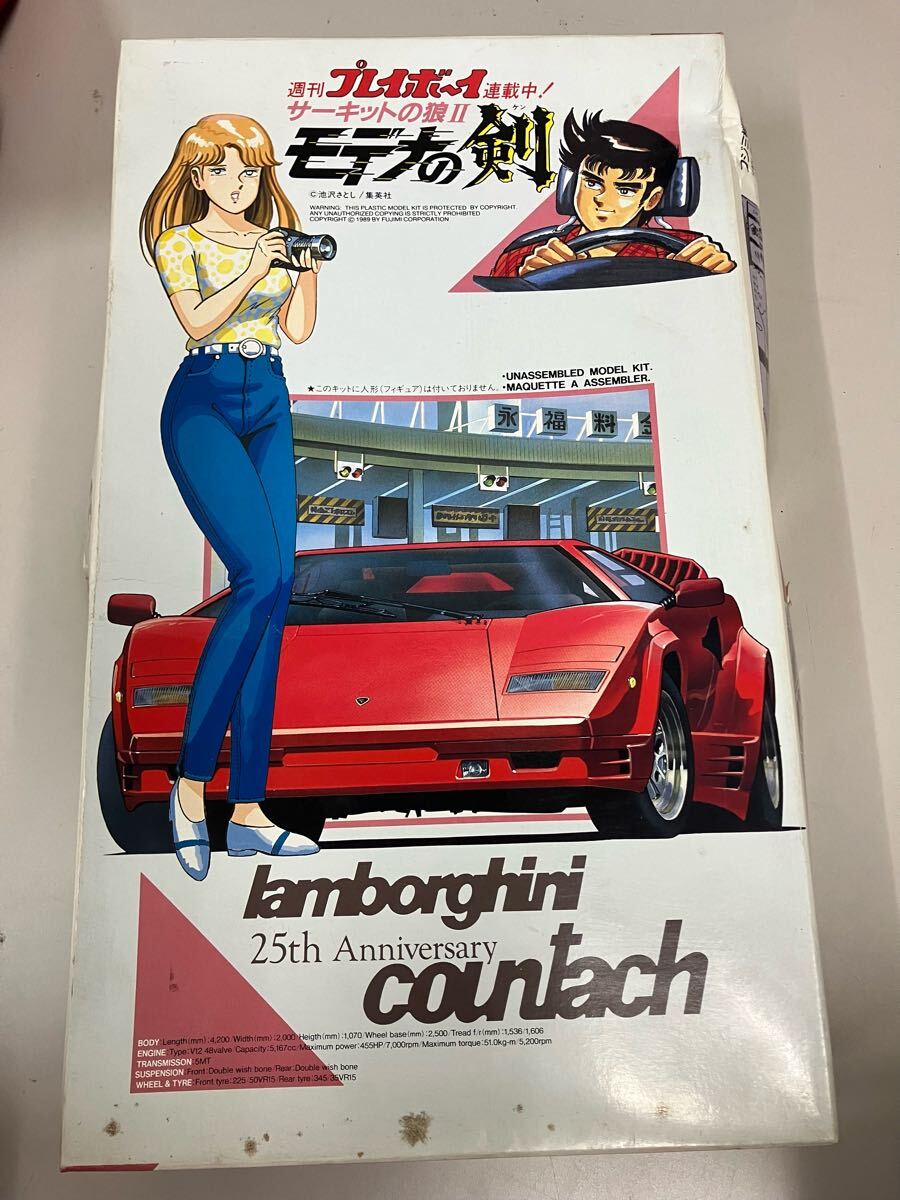 週刊プレイボーイ連載中!
サーキットの狼II
ケン
モデナの剣
©池沢さとし/集英社
WARNING: THIS PLASTIC MODEL KIT IS PROTECTED BY COPYRIGHT.
ANY UNAUTHORIZED COPYING IS STRICTLY PROHIBITED
COPYRIGHT © 1989 BY FUJIMI CORPORATION
•UNASSEMBLED MODEL KIT.
★このキットに人形(フィギュア)は付いておりません。•MAQUETTE A ASSEMBLER.
永福料金
lamborghini
25th Anniversary
countach
BODY Length(mm):4,200/Width(mm):2,000/Heigth(mm):1,070/Wheel base(mm):2,500/Tread f/r(mm):1,536/1,606
ENGINE Type:V12 48valve/Capacity:5,167cc/Maximum power:455HP/7,000rpm/Maximum torque:51.0kg-m/5,200rpm
TRANSMISSON 5MT
SUSPENSION Front:Double wish bone/Rear:Double wish bone
WHEEL & TYRE Front tyre:225/50VR15/Rear tyre:345/35VR15